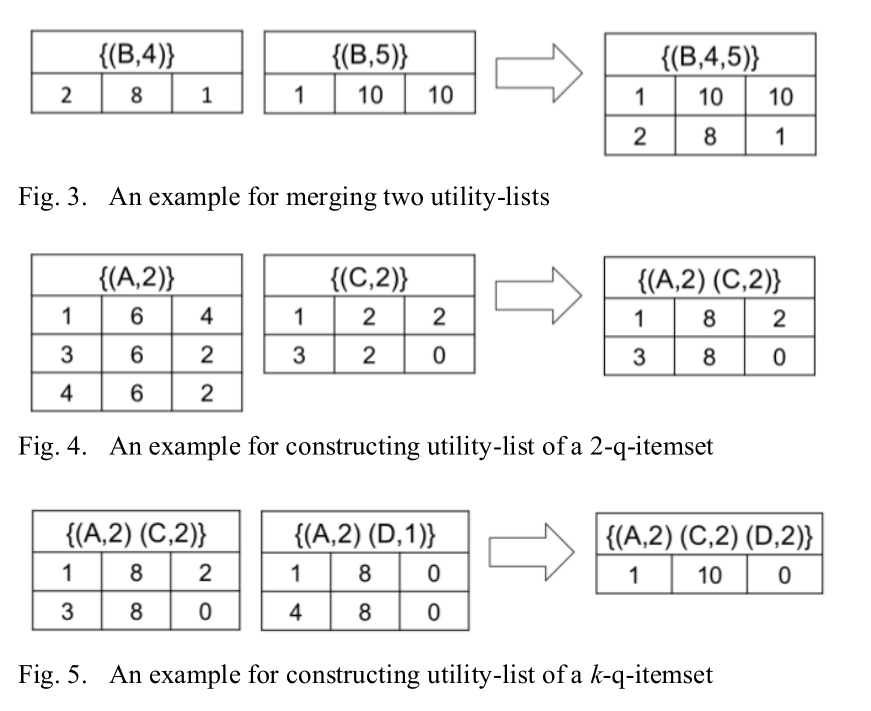 {(B,4)} {(B,5)} {(B,4,5)}
2 8 1 1 10 10 1 10 10
2 8 1
Fig. 3. An example for merging two utility-lists
{(A,2)} {(C,2)} {(A,2) (C,2)}
1 6 4 1 2 2 1 8 2
3 6 2 3 2 0 3 8 0
4 6 2
Fig. 4. An example for constructing utility-list of a 2-q-itemset
{(A,2) (C,2)} {(A,2) (D,1)} {(A,2) (C,2) (D,2)}
1 8 2 1 8 0 1 10 0
3 8 0 4 8 0
Fig. 5. An example for constructing utility-list of a k-q-itemset